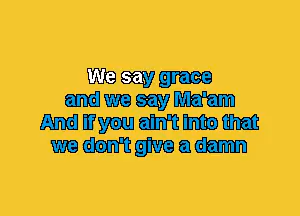 We say grace
and we say Ma'am
And if you ain't into that
we don't give a damn